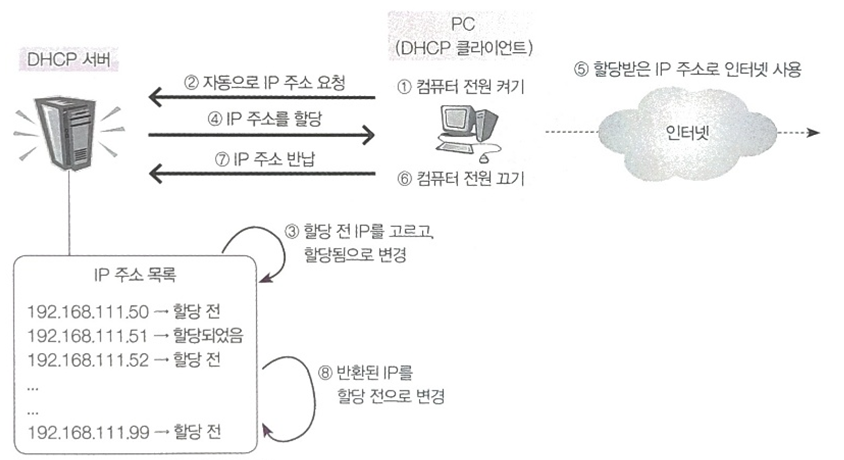 PC
(DHCP 클라이언트)
DHCP 서버
② 자동으로 IP 주소 요청
① 컴퓨터 전원 켜기
⑤ 할당받은 IP 주소로 인터넷 사용
④ IP 주소를 할당
인터넷
⑦ IP 주소 반납
⑥ 컴퓨터 전원 끄기
③ 할당 전 IP를 고르고,
할당됨으로 변경
IP 주소 목록
192.168.111.50 → 할당 전
192.168.111.51 → 할당되었음
192.168.111.52 → 할당 전
...
...
192.168.111.99 → 할당 전
⑧ 반환된 IP를
할당 전으로 변경